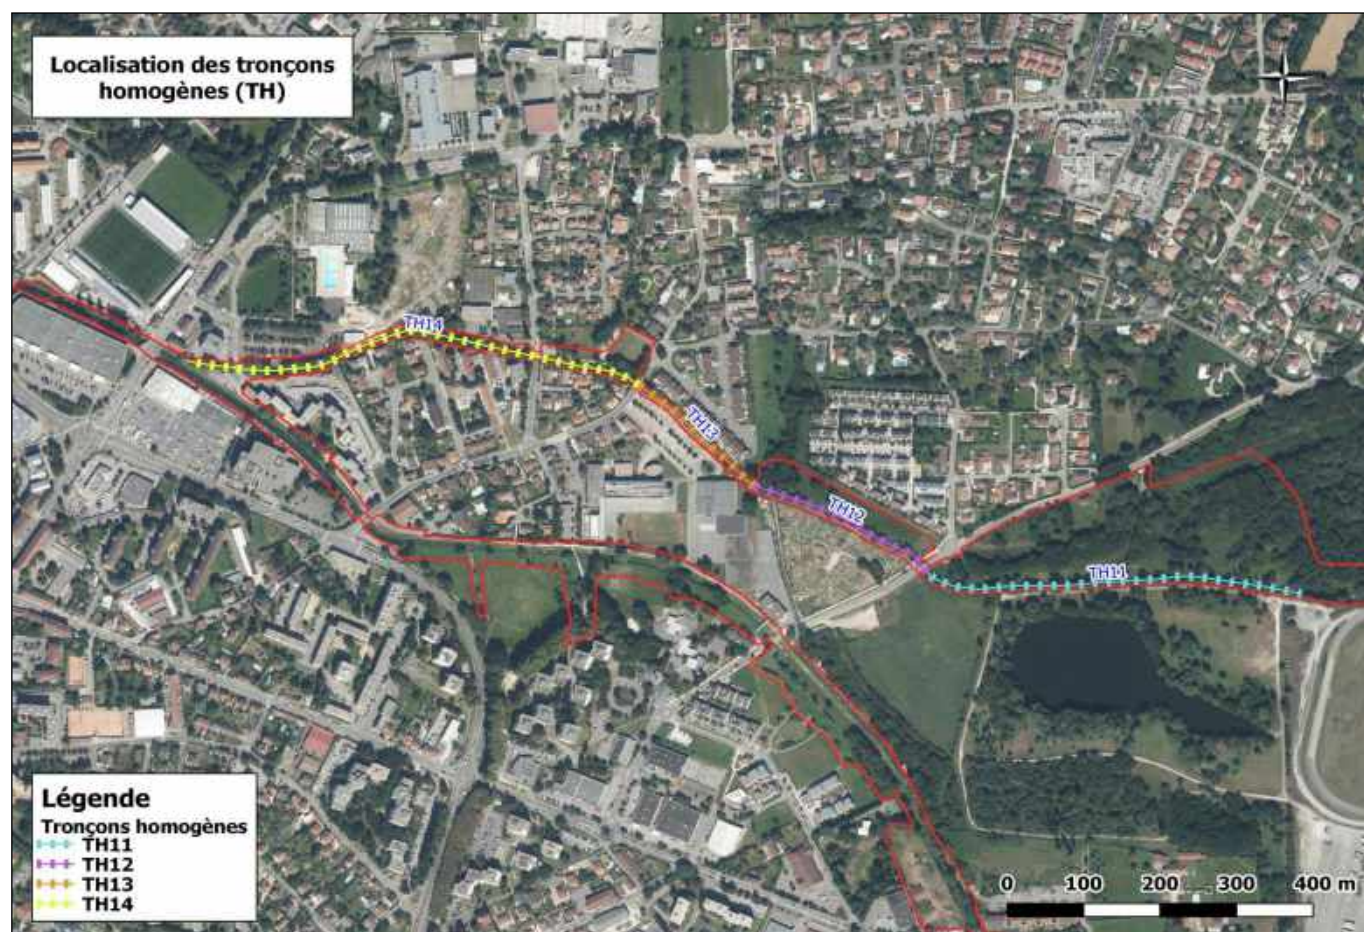 Localisation des tronçons
homogènes (TH)
TH14
TH13
TH12
TH11
Légende
Tronçons homogènes
TH11
TH12
TH13
TH14
0 100 200 300 400 m